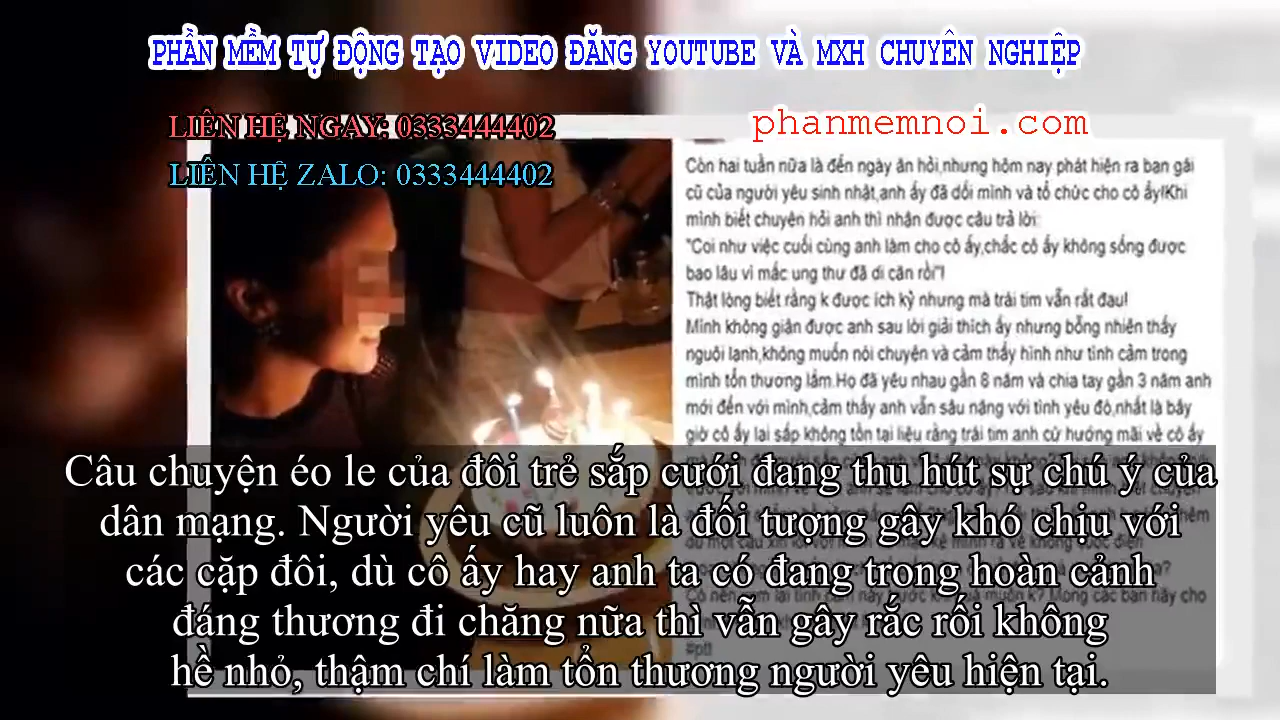 PHẦN MỀM TỰ ĐỘNG TẠO VIDEO ĐĂNG YOUTUBE VÀ MXH CHUYÊN NGHIỆP
LIÊN HỆ NGAY: 0333444402
phanmemnoi.com
LIÊN HỆ ZALO: 0333444402
Còn hai tuần nữa là đến ngày ăn hỏi,nhưng hôm nay phát hiện ra bạn gái
cũ của người yêu sinh nhật,anh ấy đã dối mình và tổ chức cho cô ấy!Khi
mình biết chuyện hỏi anh thì nhận được câu trả lời:
"Coi như việc cuối cùng anh làm cho cô ấy,chắc cô ấy không sống được
bao lâu vì mắc ung thư đã di căn rồi"!
Thật lòng biết rằng k được ích kỷ nhưng mà trái tim vẫn rất đau!
Mình không giận được anh sau lời giải thích ấy nhưng bỗng nhiên thấy
nguội lạnh,không muốn nói chuyện và cảm thấy hình như tình cảm trong
mình tổn thương lắm.Họ đã yêu nhau gần 8 năm và chia tay gần 3 năm anh
mới đến với mình,cảm thấy anh vẫn sâu nặng với tình yêu đó,nhất là bây
giờ cô ấy lại sắp không tồn tại liệu rằng trái tim anh cứ hướng mãi về cô ấy
Câu chuyện éo le của đôi trẻ sắp cưới đang thu hút sự chú ý của
dân mạng. Người yêu cũ luôn là đối tượng gây khó chịu với
các cặp đôi, dù cô ấy hay anh ta có đang trong hoàn cảnh
đáng thương đi chăng nữa thì vẫn gây rắc rối không
hề nhỏ, thậm chí làm tổn thương người yêu hiện tại.